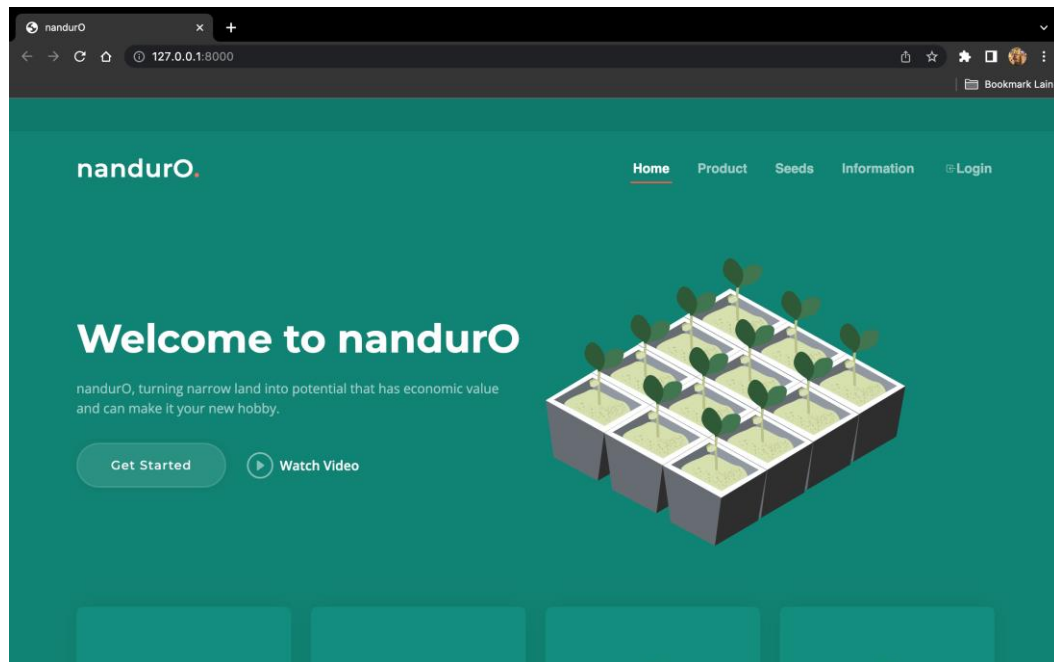 nandurO
127.0.0.1:8000
Bookmark Lain
nandurO.
Home Product Seeds Information Login
Welcome to nandurO
nandurO, turning narrow land into potential that has economic value
and can make it your new hobby.
Get Started Watch Video